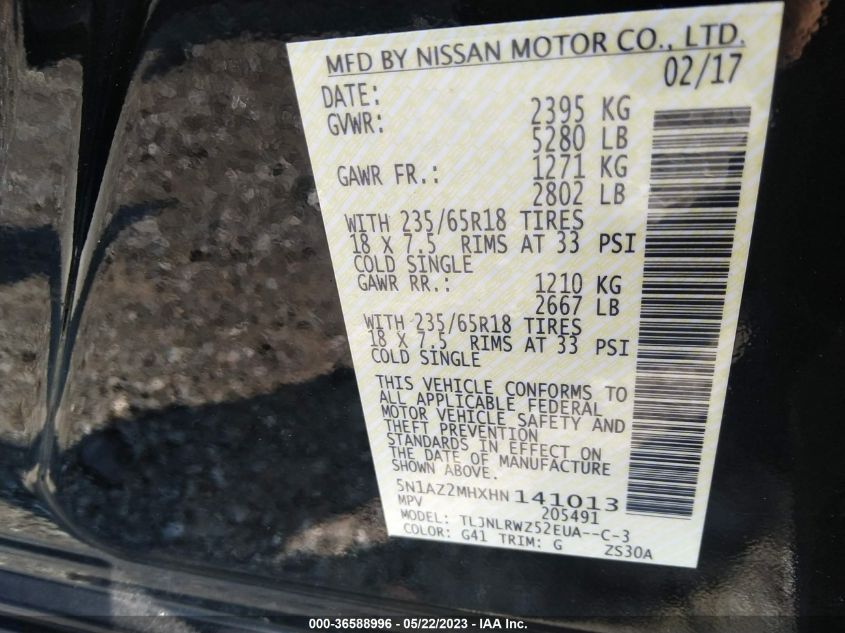 MFD BY NISSAN MOTOR CO., LTD.
DATE: 02/17
GVWR: 2395 KG
5280 LB
GAWR FR.: 1271 KG
2802 LB
WITH 235/65R18 TIRES
18 X 7.5 RIMS AT 33 PSI
COLD SINGLE
GAWR RR.: 1210 KG
2667 LB
WITH 235/65R18 TIRES
18 X 7.5 RIMS AT 33 PSI
COLD SINGLE
THIS VEHICLE CONFORMS TO
ALL APPLICABLE FEDERAL
MOTOR VEHICLE SAFETY AND
THEFT PREVENTION
STANDARDS IN EFFECT ON
THE DATE OF MANUFACTURE
SHOWN ABOVE.
5N1AZ2MHXHN141013
MPV 205491
MODEL: TLJNLRWZ52EUA--C-3
COLOR: G41 TRIM: G ZS30A
000-36588996 - 05/22/2023 - IAA Inc.